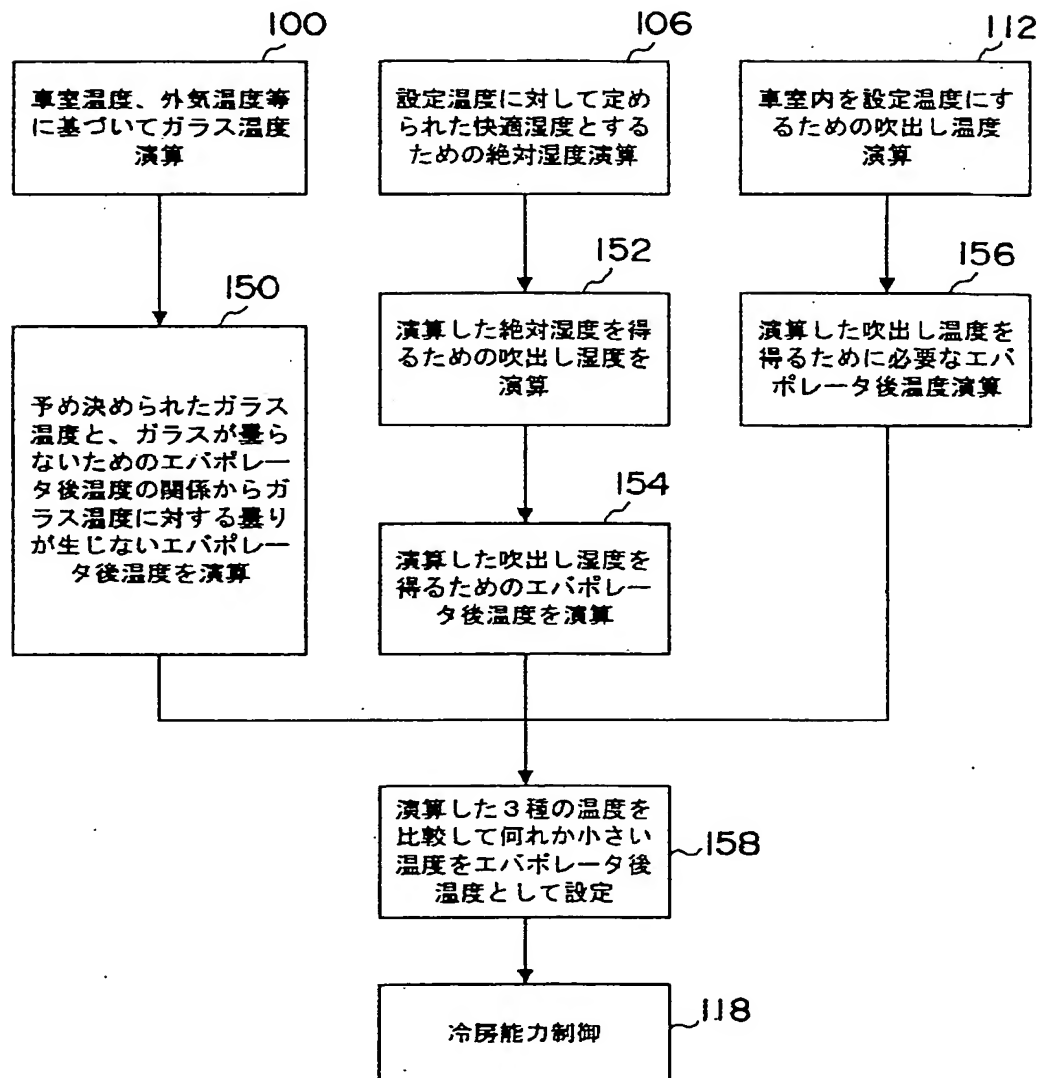 100
車室温度、外気温度等
に基づいてガラス温度
演算
106
設定温度に対して定め
られた快適湿度とする
ための絶対湿度演算
112
車室内を設定温度にす
るための吹出し温度
演算
150
予め決められたガラス
温度と、ガラスが曇ら
ないためのエバポレー
タ後温度の関係からガ
ラス温度に対する曇り
が生じないエバポレー
タ後温度を演算
152
演算した絶対湿度を得
るための吹出し湿度を
演算
156
演算した吹出し温度を
得るために必要なエバ
ポレータ後温度演算
154
演算した吹出し湿度を
得るためのエバポレー
タ後温度を演算
演算した3種の温度を
比較して何れか小さい
温度をエバポレータ後
温度として設定
158
冷房能力制御
118